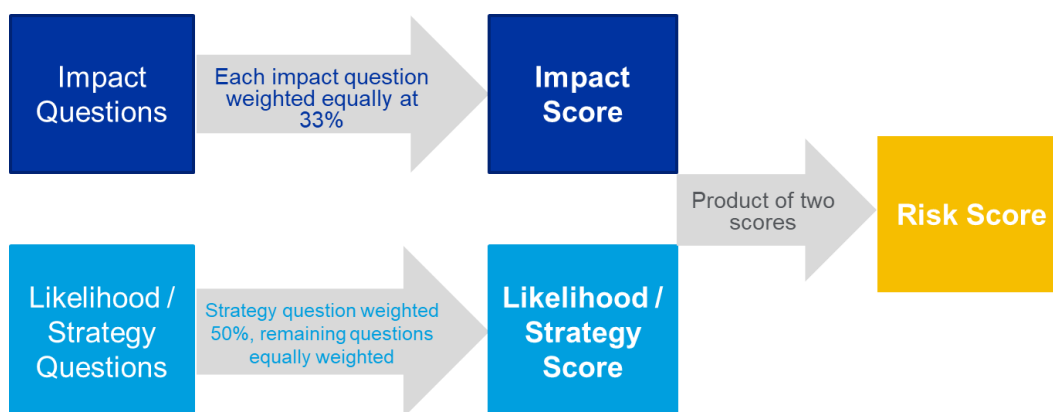 Impact
Questions
Each impact question
weighted equally at
33%
Impact
Score
Product of two
scores
Risk Score
Likelihood /
Strategy
Questions
Strategy question weighted
50%, remaining questions
equally weighted
Likelihood /
Strategy
Score